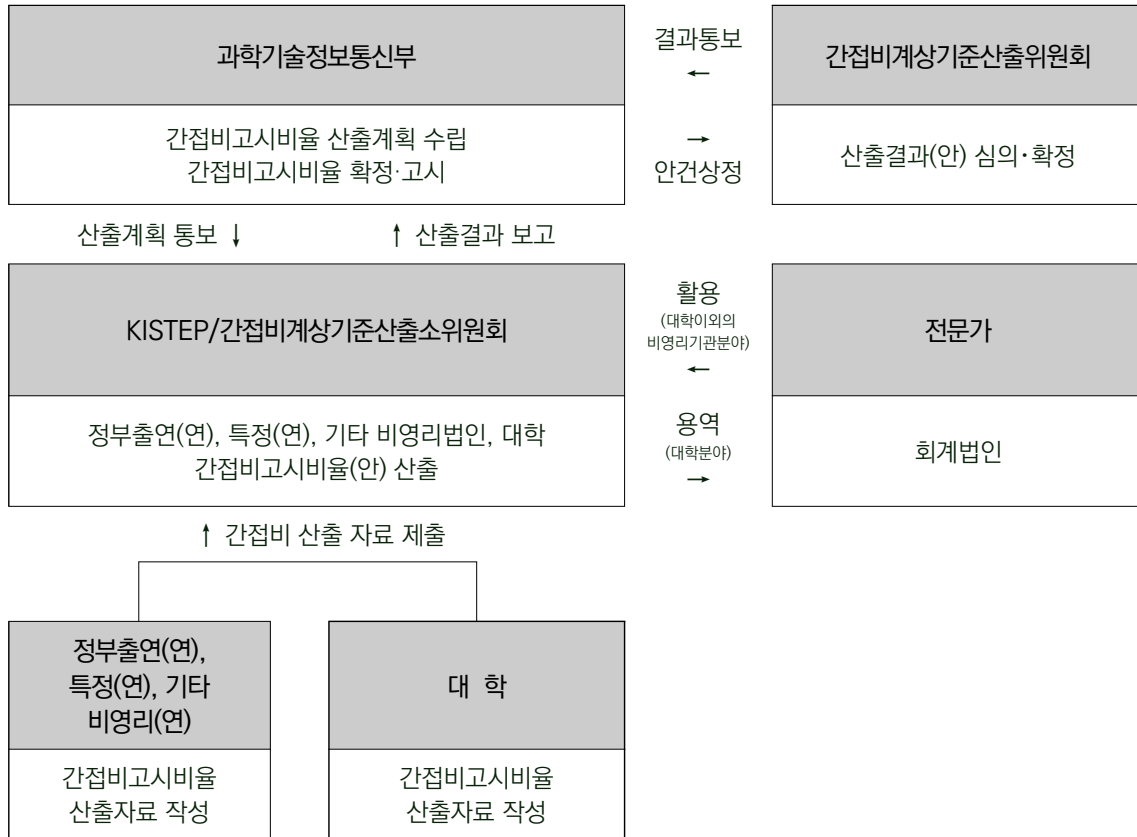 과학기술정보통신부
결과통보
←
간접비계상기준산출위원회
간접비고시비율 산출계획 수립
간접비고시비율 확정·고시
→
안건상정
산출결과(안) 심의·확정
산출계획 통보 ↓
↑ 산출결과 보고
KISTEP/간접비계상기준산출소위원회
활용
(대학이외의
비영리기관분야)
←
전문가
정부출연(연), 특정(연), 기타 비영리법인, 대학
간접비고시비율(안) 산출
용역
(대학분야)
→
회계법인
↑ 간접비 산출 자료 제출
정부출연(연),
특정(연), 기타
비영리(연)
대 학
간접비고시비율
산출자료 작성
간접비고시비율
산출자료 작성